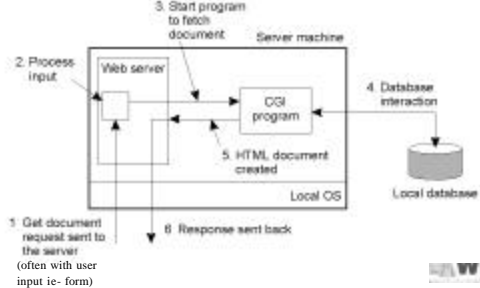 3. Start program
to fetch
document
Server machine
2. Process
input
Web server
4. Database
interaction
CGI
program
5. HTML document
created
Local OS
Local database
1 Get document
request sent to
the server
(often with user
input ie- form)
6 Response sent back
AW